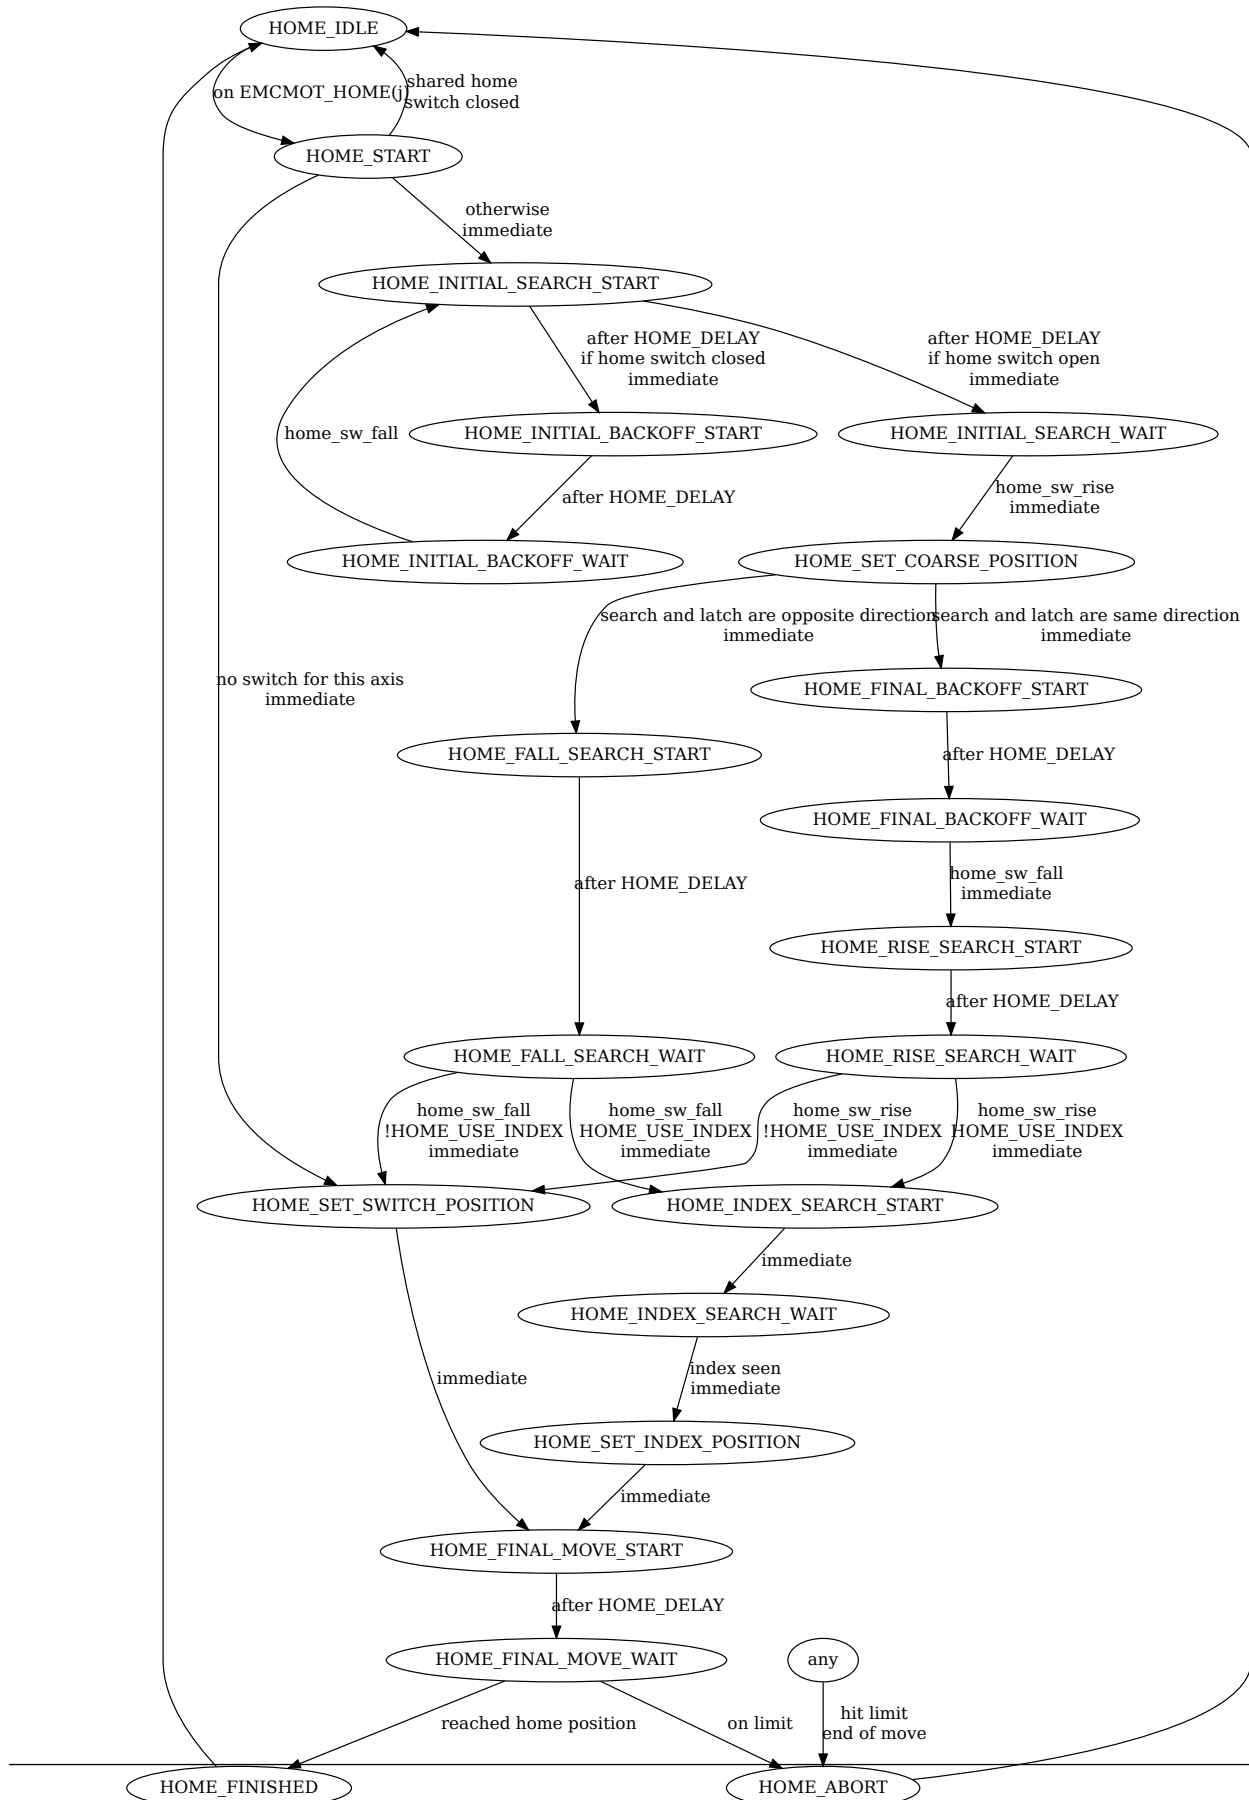 HOME_IDLE
on EMCMOT_HOME(j)
shared home
switch closed
HOME_START
otherwise
immediate
HOME_INITIAL_SEARCH_START
after HOME_DELAY
if home switch closed
immediate
after HOME_DELAY
if home switch open
immediate
home_sw_fall
HOME_INITIAL_BACKOFF_START
HOME_INITIAL_SEARCH_WAIT
after HOME_DELAY
home_sw_rise
immediate
HOME_INITIAL_BACKOFF_WAIT
HOME_SET_COARSE_POSITION
search and latch are opposite direction
immediate
search and latch are same direction
immediate
no switch for this axis
immediate
HOME_FINAL_BACKOFF_START
HOME_FALL_SEARCH_START
after HOME_DELAY
HOME_FINAL_BACKOFF_WAIT
after HOME_DELAY
home_sw_fall
immediate
HOME_RISE_SEARCH_START
after HOME_DELAY
HOME_FALL_SEARCH_WAIT
HOME_RISE_SEARCH_WAIT
home_sw_fall
!HOME_USE_INDEX
immediate
home_sw_fall
HOME_USE_INDEX
immediate
home_sw_rise
!HOME_USE_INDEX
immediate
home_sw_rise
HOME_USE_INDEX
immediate
HOME_SET_SWITCH_POSITION
HOME_INDEX_SEARCH_START
immediate
HOME_INDEX_SEARCH_WAIT
immediate
index seen
immediate
HOME_SET_INDEX_POSITION
immediate
HOME_FINAL_MOVE_START
after HOME_DELAY
HOME_FINAL_MOVE_WAIT
any
reached home position
on limit
hit limit
end of move
HOME_FINISHED
HOME_ABORT